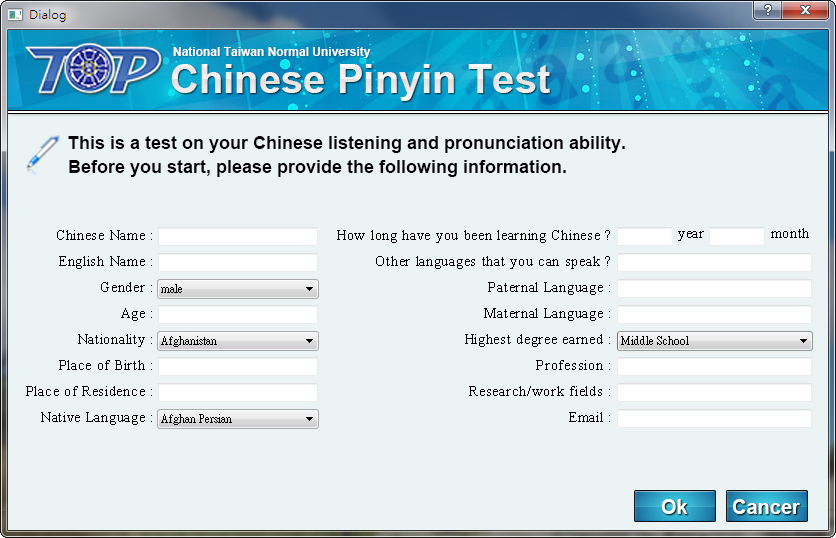 Dialog
?
TOP
National Taiwan Normal University
Chinese Pinyin Test
This is a test on your Chinese listening and pronunciation ability.
Before you start, please provide the following information.
Chinese Name :
English Name :
Gender : male
Age :
Nationality : Afghanistan
Place of Birth :
Place of Residence :
Native Language : Afghan Persian
How long have you been learning Chinese ? year month
Other languages that you can speak ?
Paternal Language :
Maternal Language :
Highest degree earned : Middle School
Profession :
Research/work fields :
Email :
Ok Cancer